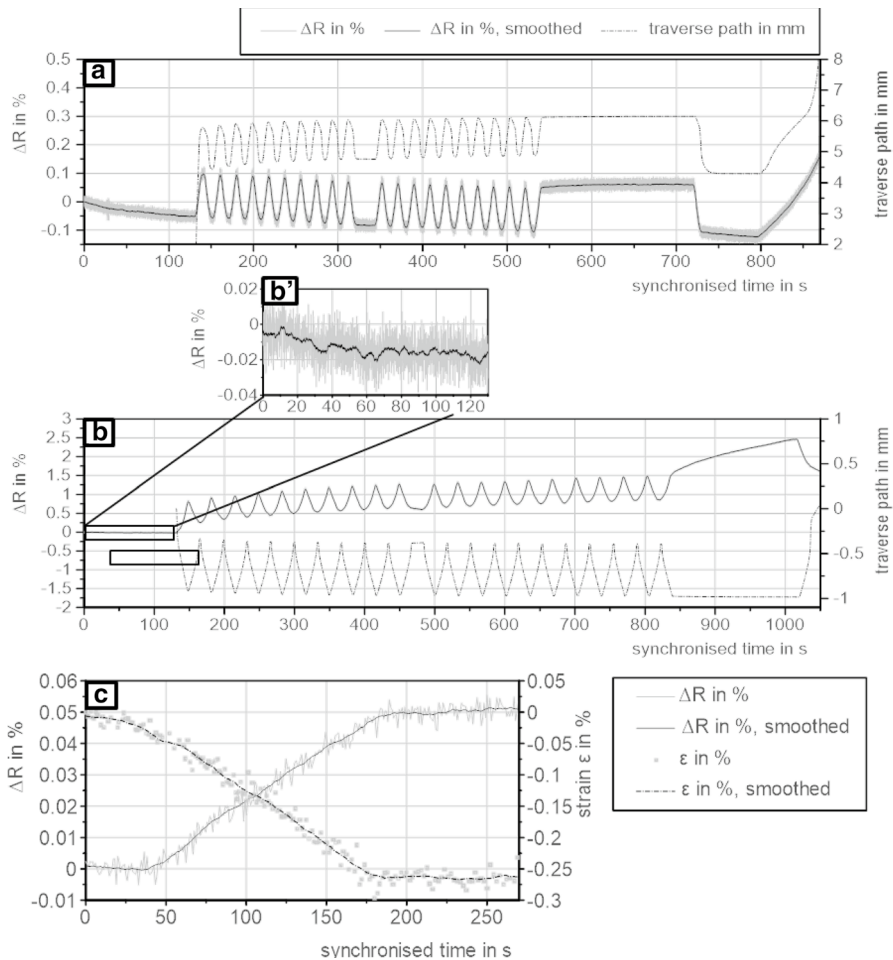 ΔR in % ΔR in %, smoothed traverse path in mm
a
0.5 0.3 0.2 0.1 0 -0.1
ΔR in %
8 7 6 5 4 3 2
traverse path in mm
0 100 200 300 400 500 600 700 800
synchronised time in s
b’
0.02 0 -0.02 -0.04
ΔR in %
0 20 40 60 80 100 120
b
3 2.5 2 1.5 1 0.5 0 -0.5 -1 -1.5 -2
ΔR in %
1 0.5 0 -0.5 -1
traverse path in mm
0 100 200 300 400 500 600 700 800 900 1000
synchronised time in s
c
0.06 0.05 0.04 0.03 0.02 0.01 0 -0.01
ΔR in %
0.05 0 -0.05 -0.1 -0.15 -0.2 -0.25 -0.3
strain ε in %
0 50 100 150 200 250
synchronised time in s
ΔR in %
ΔR in %, smoothed
ε in %
ε in %, smoothed